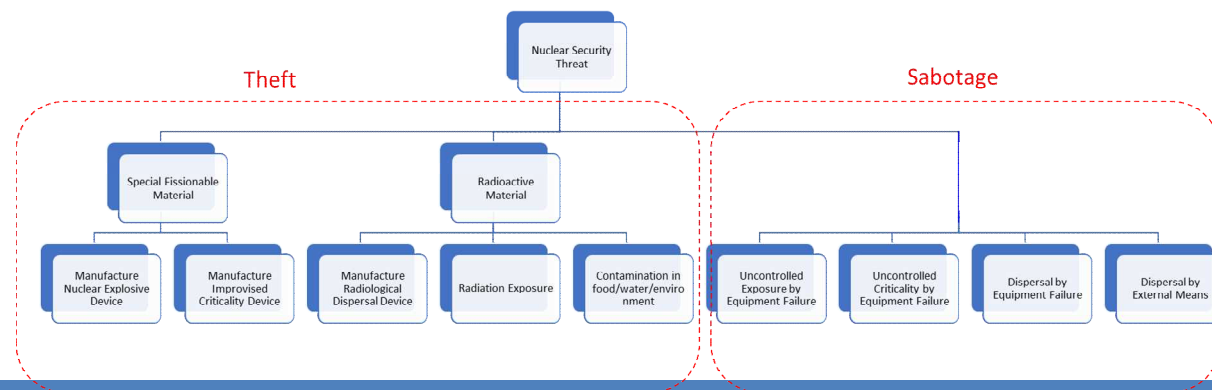 Nuclear Security
Threat
Theft
Sabotage
Special Fissionable
Material
Radioactive
Material
Manufacture
Nuclear Explosive
Device
Manufacture
Improvised
Criticality Device
Manufacture
Radiological
Dispersal Device
Radiation Exposure
Contamination in
food/water/enviro
nment
Uncontrolled
Exposure by
Equipment Failure
Uncontrolled
Criticality by
Equipment Failure
Dispersal by
Equipment Failure
Dispersal by
External Means